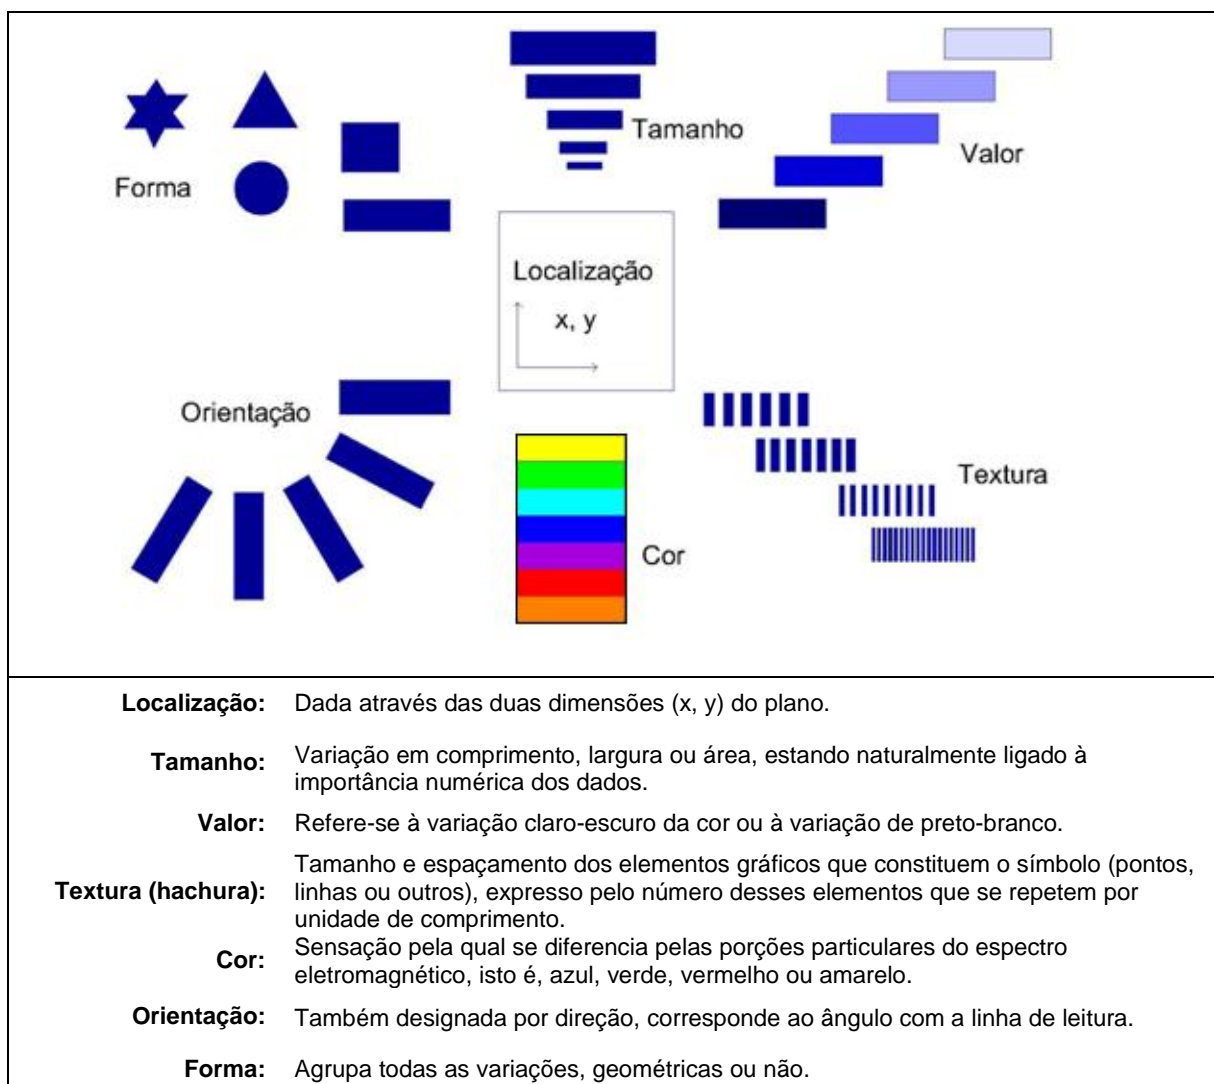 Tamanho
Valor
Forma
Localização
x, y
Orientação
Textura
Cor
Localização: Dada através das duas dimensões (x, y) do plano.
Tamanho: Variação em comprimento, largura ou área, estando naturalmente ligado à
importância numérica dos dados.
Valor: Refere-se à variação claro-escuro da cor ou à variação de preto-branco.
Tamanho e espaçamento dos elementos gráficos que constituem o símbolo (pontos,
Textura (hachura): linhas ou outros), expresso pelo número desses elementos que se repetem por
unidade de comprimento.
Cor: Sensação pela qual se diferencia pelas porções particulares do espectro
eletromagnético, isto é, azul, verde, vermelho ou amarelo.
Orientação: Também designada por direção, corresponde ao ângulo com a linha de leitura.
Forma: Agrupa todas as variações, geométricas ou não.